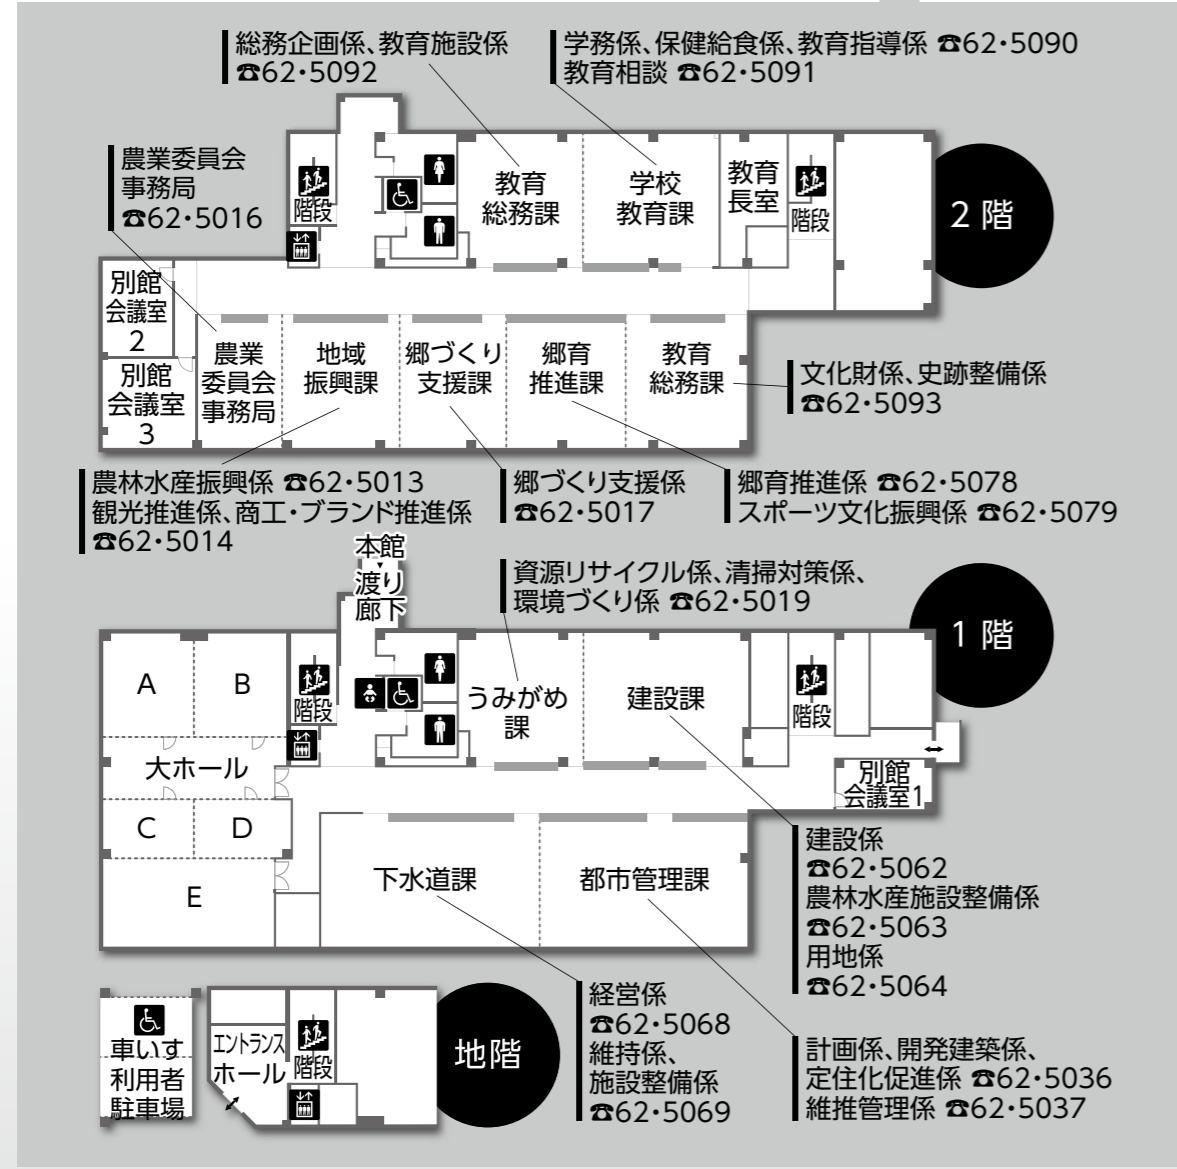 総務企画係、教育施設係
☎62・5092
学務係、保健給食係、教育指導係 ☎62・5090
教育相談 ☎62・5091
農業委員会
事務局
☎62・5016
階段
教育
総務課
学校
教育課
教育
長室
階段
2階
別館
会議室
2
別館
会議室
3
農業
委員会
事務局
地域
振興課
郷づくり
支援課
郷育
推進課
教育
総務課
文化財係、史跡整備係
☎62・5093
農林水産振興係 ☎62・5013
観光推進係、商工・ブランド推進係
☎62・5014
郷づくり支援係
☎62・5017
郷育推進係 ☎62・5078
スポーツ文化振興係 ☎62・5079
本館
渡り
廊下
資源リサイクル係、清掃対策係、
環境づくり係 ☎62・5019
1階
A
B
階段
うみがめ
課
建設課
階段
大ホール
別館
会議室1
C
D
E
下水道課
都市管理課
建設係
☎62・5062
農林水産施設整備係
☎62・5063
用地係
☎62・5064
経営係
☎62・5068
維持係、
施設整備係
☎62・5069
計画係、開発建築係、
定住化促進係 ☎62・5036
維推管理係 ☎62・5037
車いす
利用者
駐車場
エントランス
ホール
階段
地階